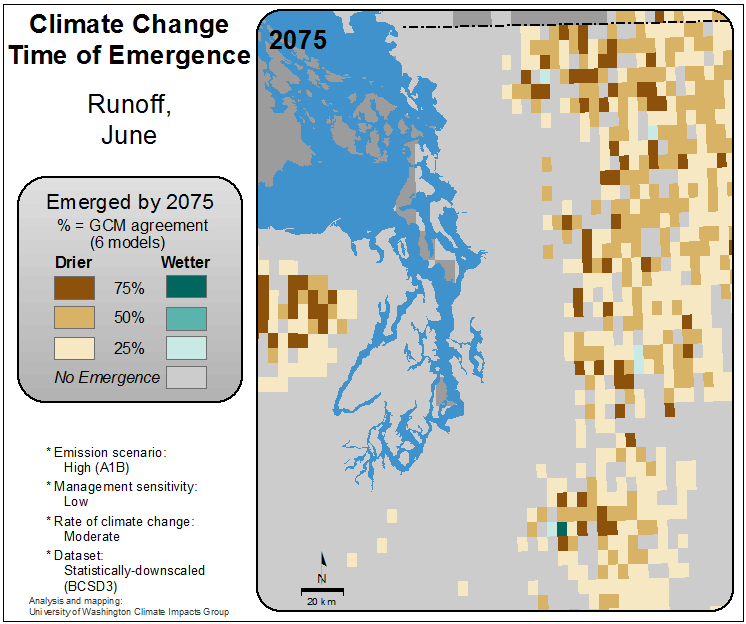 Climate Change
Time of Emergence
Runoff,
June
Emerged by 2075
% = GCM agreement
(6 models)
Drier Wetter
75%
50%
25%
No Emergence
* Emission scenario:
High (A1B)
* Management sensitivity:
Low
* Rate of climate change:
Moderate
* Dataset:
Statistically-downscaled
(BCSD3)
Analysis and mapping:
University of Washington Climate Impacts Group
2075
N
20 km